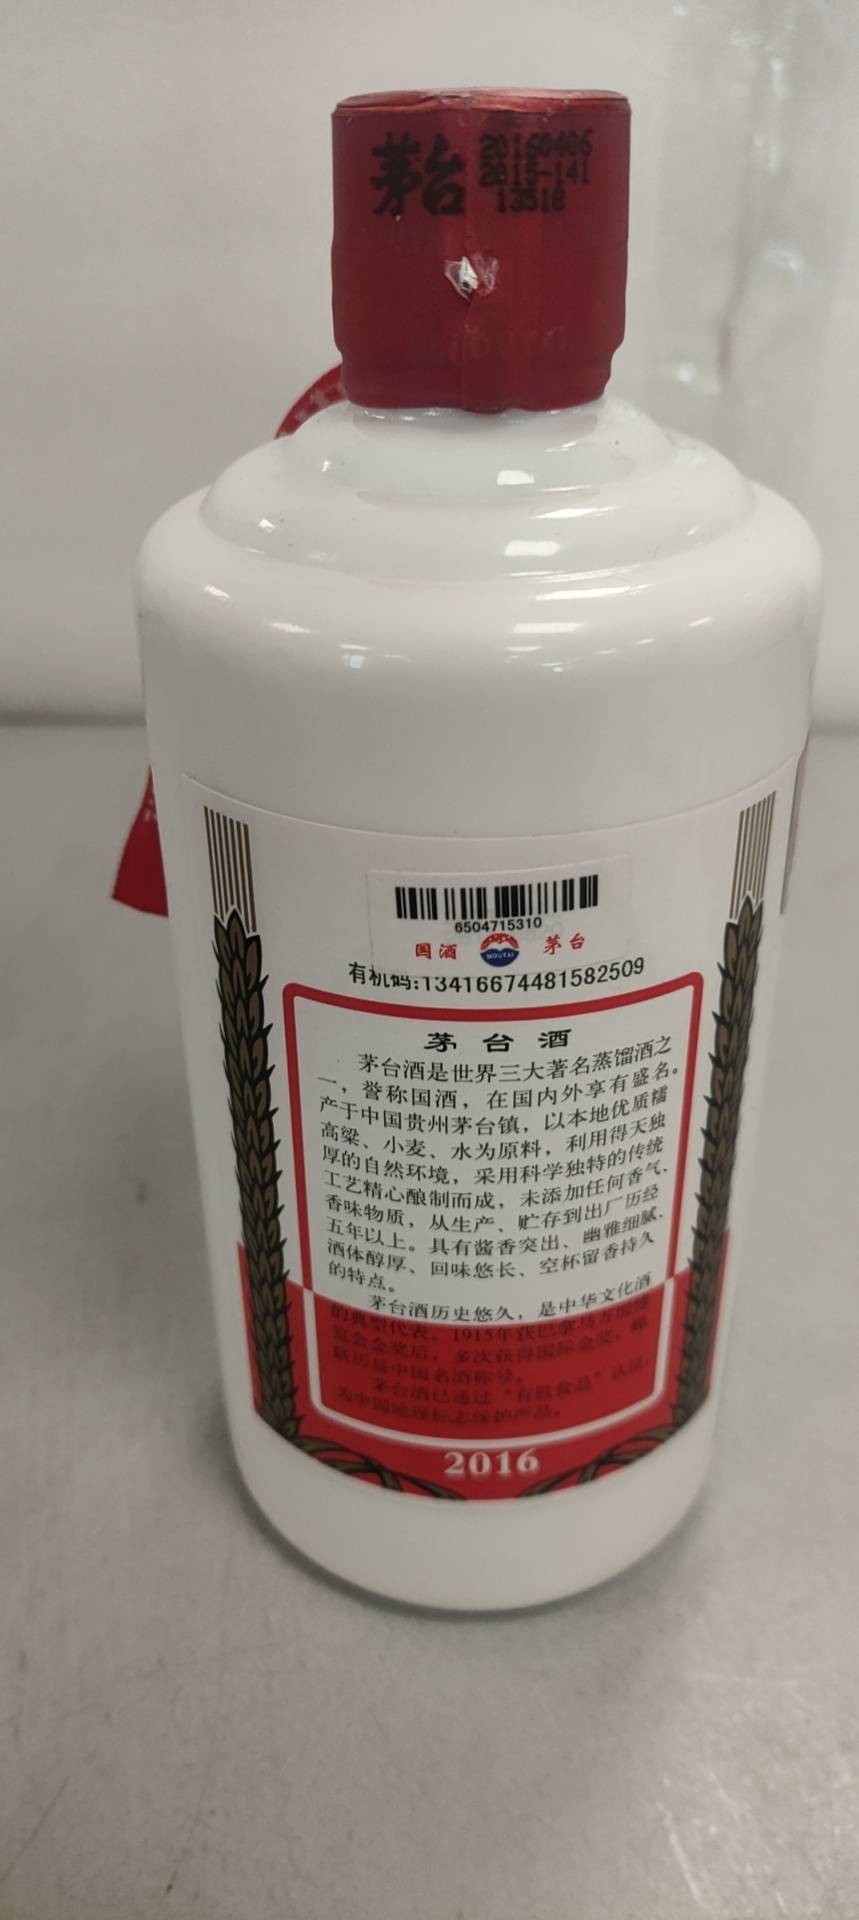 茅台
20160406
2015-141
13518
6504715310
国酒 MOUTAI 茅台
有机码:13416674481582509
茅台酒
茅台酒是世界三大著名蒸馏酒之
一,誉称国酒,在国内外享有盛名。
产于中国贵州茅台镇,以本地优质糯
高粱、小麦、水为原料,利用得天独
厚的自然环境,采用科学独特的传统
工艺精心酿制而成,未添加任何香气、
香味物质,从生产、贮存到出厂历经
五年以上。具有酱香突出、幽雅细腻、
酒体醇厚、回味悠长、空杯留香持久
的特点。
茅台酒历史悠久,是中华文化酒
的典型代表。1915年获巴拿马万国博
览会金奖后,多次获得国际金奖,蝉
联历届中国名酒称号。
茅台酒已通过“有机食品”认证,
为中国地理标志保护产品。
2016